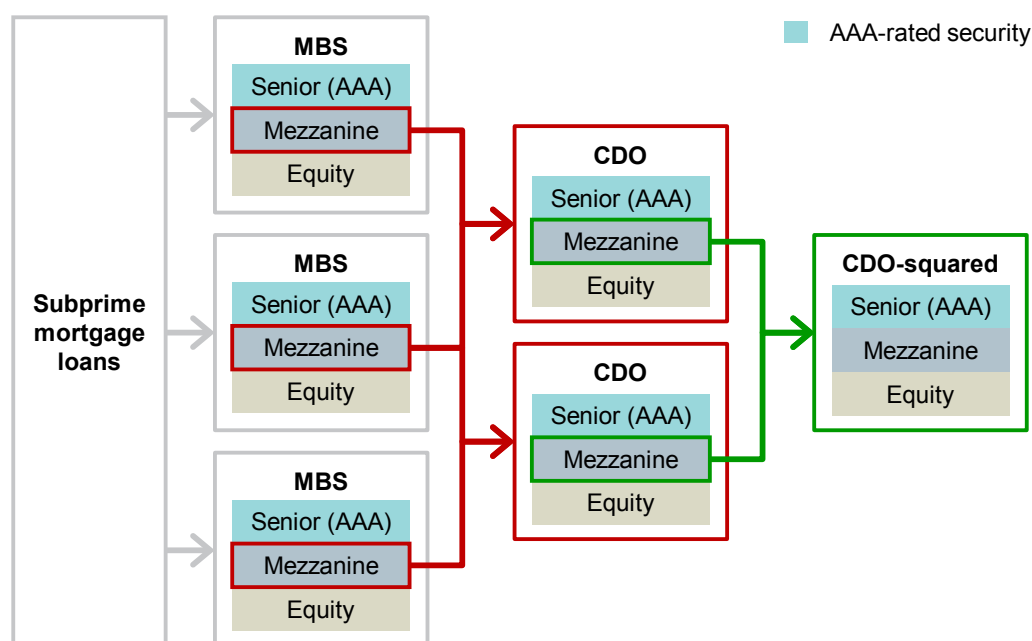 AAA-rated security
Subprime
mortgage
loans
MBS
Senior (AAA)
Mezzanine
Equity
MBS
Senior (AAA)
Mezzanine
Equity
MBS
Senior (AAA)
Mezzanine
Equity
CDO
Senior (AAA)
Mezzanine
Equity
CDO
Senior (AAA)
Mezzanine
Equity
CDO-squared
Senior (AAA)
Mezzanine
Equity